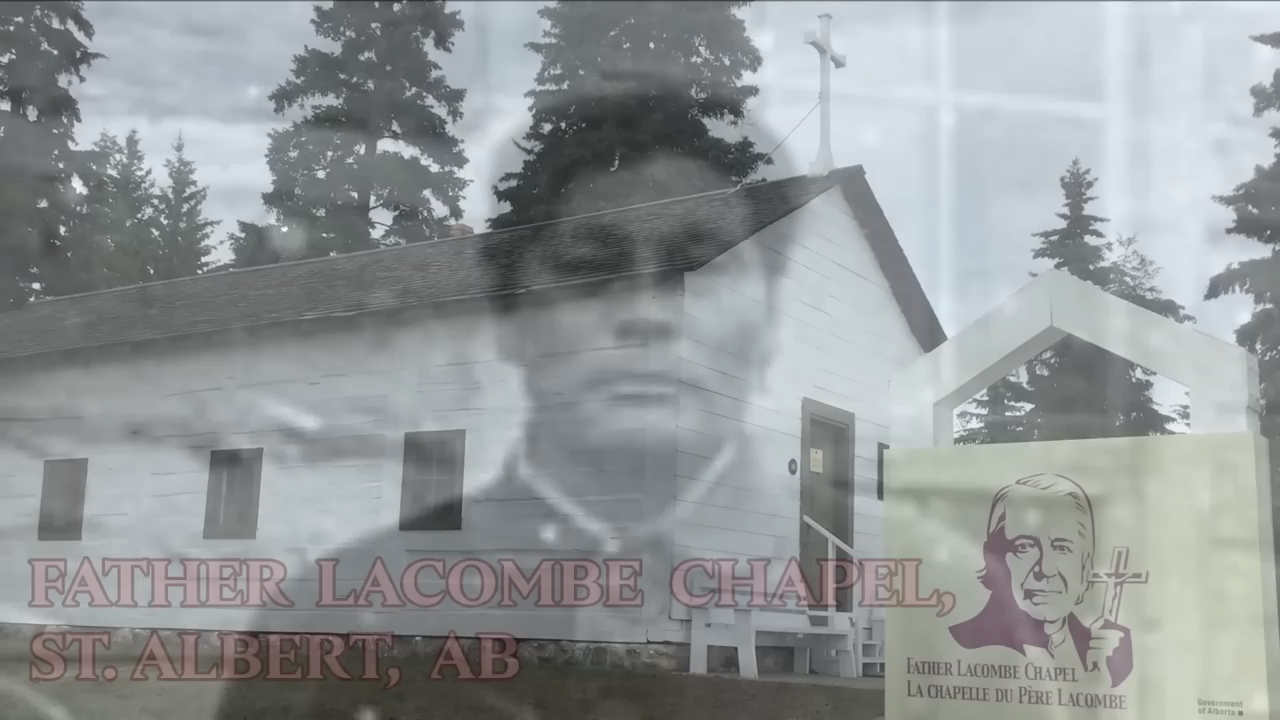 FATHER LACOMBE CHAPEL,
ST. ALBERT, AB
FATHER LACOMBE CHAPEL
LA CHAPELLE DU PÈRE LACOMBE
Government
of Alberta